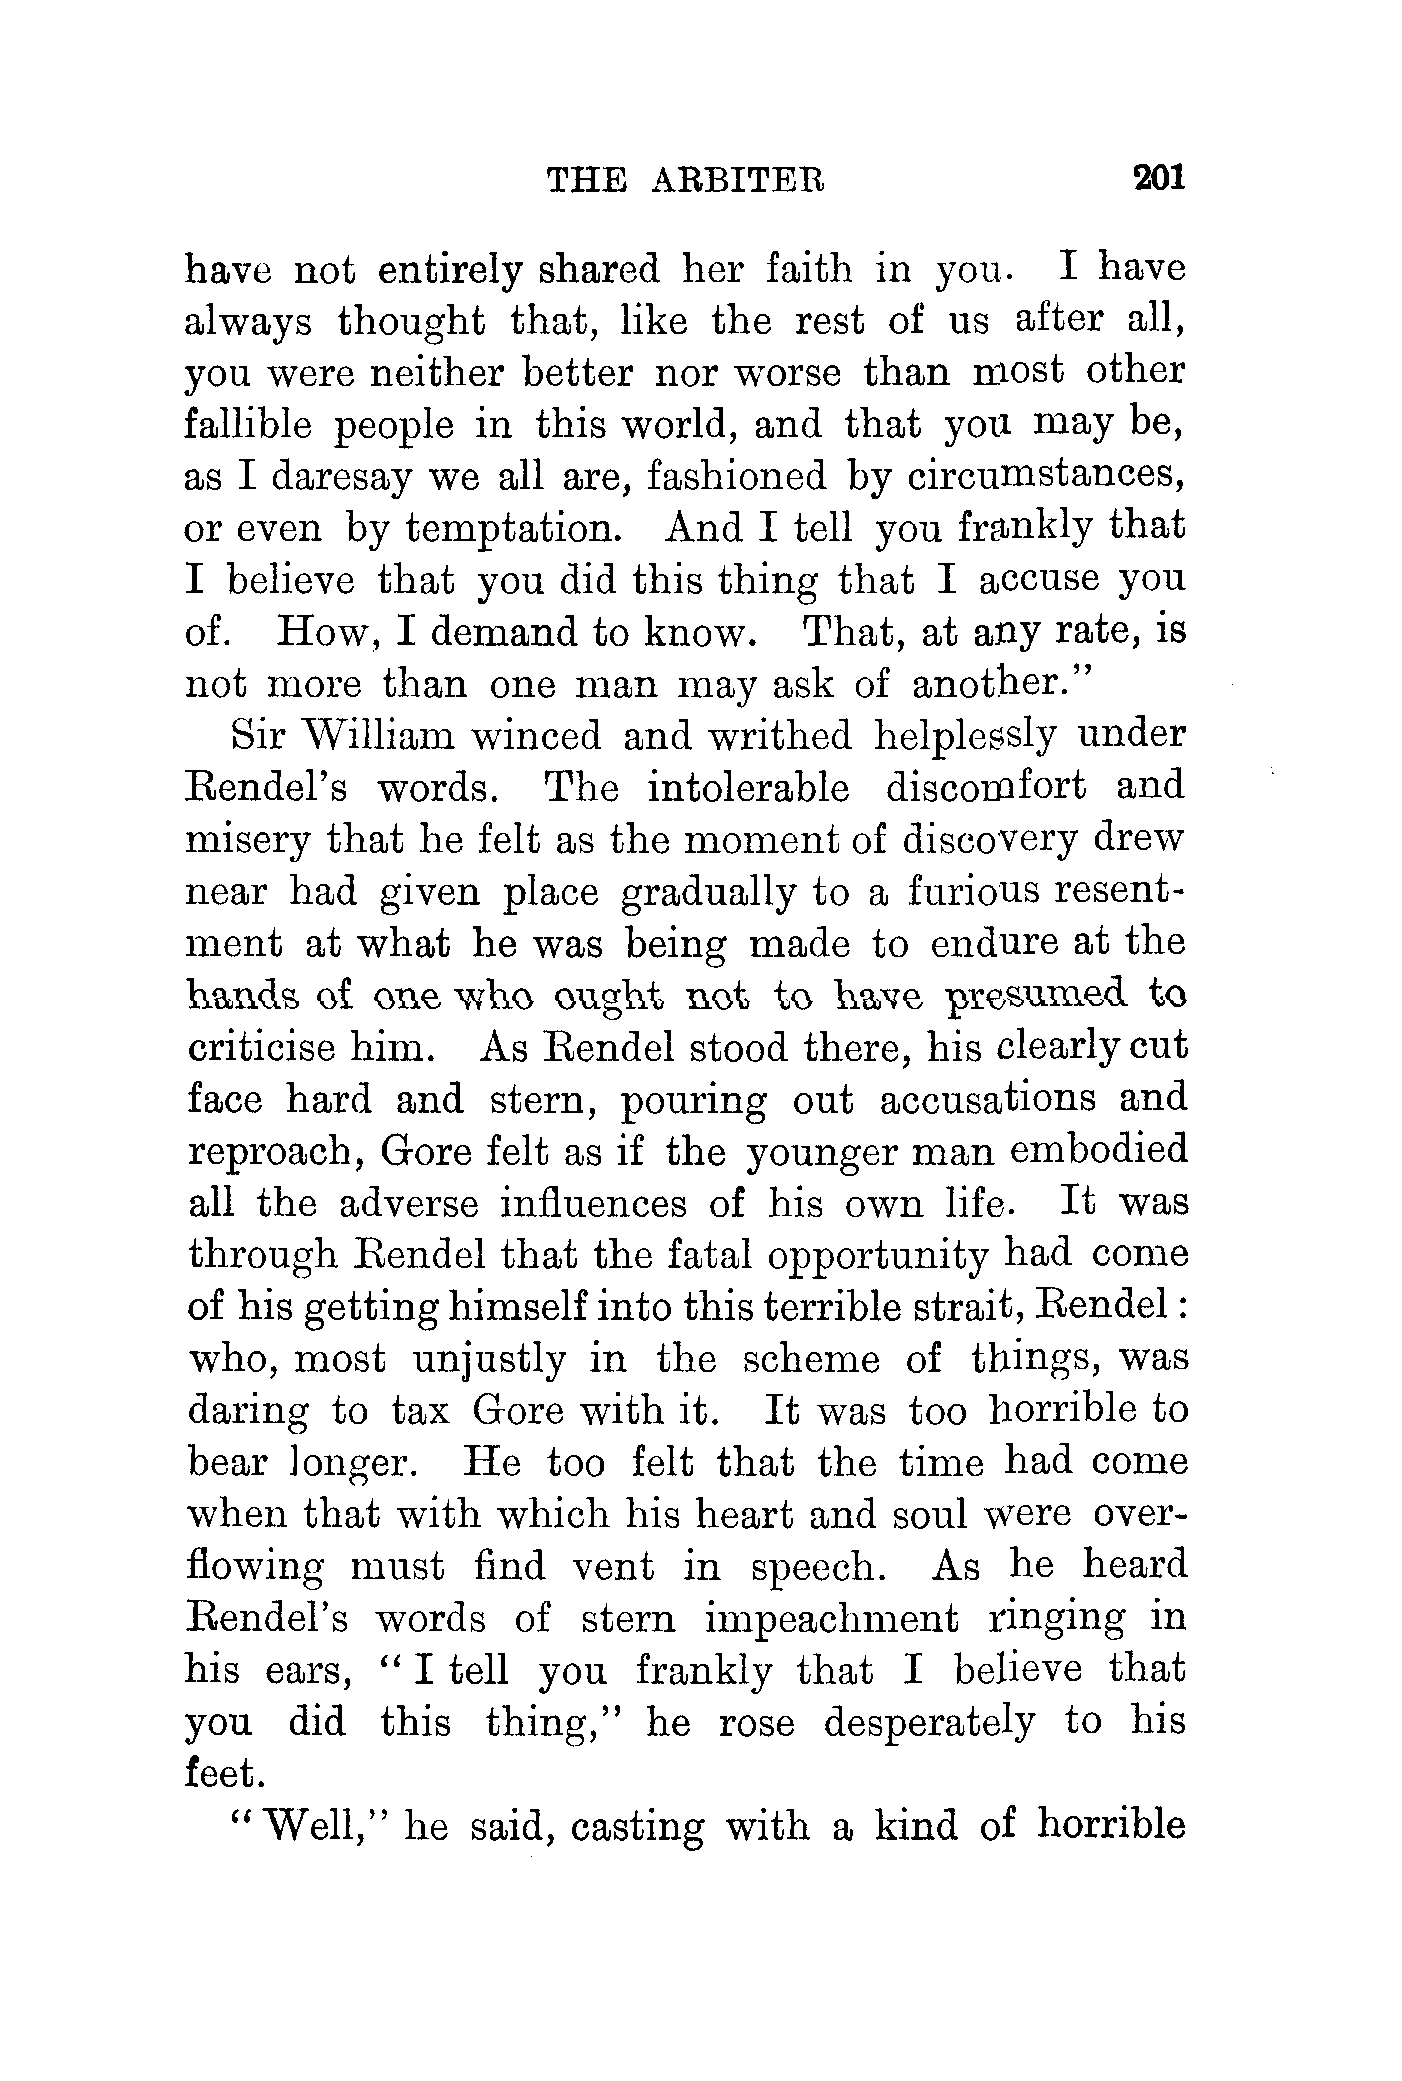 THE ARBITER 201
have not entirely shared her faith in you. I have
always thought that, like the rest of us after all,
you were neither better nor worse than most other
fallible people in this world, and that you may be,
as I daresay we all are, fashioned by circumstances,
or even by temptation. And I tell you frankly that
I believe that you did this thing that I accuse you
of. How, I demand to know. That, at any rate, is
not more than one man may ask of another."
Sir William winced and writhed helplessly under
Rendel's words. The intolerable discomfort and
misery that he felt as the moment of discovery drew
near had given place gradually to a furious resent-
ment at what he was being made to endure at the
hands of one who ought not to have presumed to
criticise him. As Rendel stood there, his clearly cut
face hard and stern, pouring out accusations and
reproach, Gore felt as if the younger man embodied
all the adverse influences of his own life. It was
through Rendel that the fatal opportunity had come
of his getting himself into this terrible strait, Rendel :
who, most unjustly in the scheme of things, was
daring to tax Gore with it. It was too horrible to
bear longer. He too felt that the time had come
when that with which his heart and soul were over-
flowing must find vent in speech. As he heard
Rendel's words of stern impeachment ringing in
his ears, "I tell you frankly that I believe that
you did this thing," he rose desperately to his
feet.
"Well," he said, casting with a kind of horrible